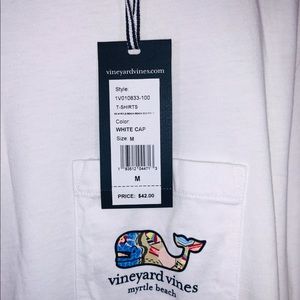 vineyardvines.com
Style:
1V010833-100
T-SHIRTS
Color:
WHITE CAP
Size: M
M
PRICE: $42.00
vineyard vines
myrtle beach